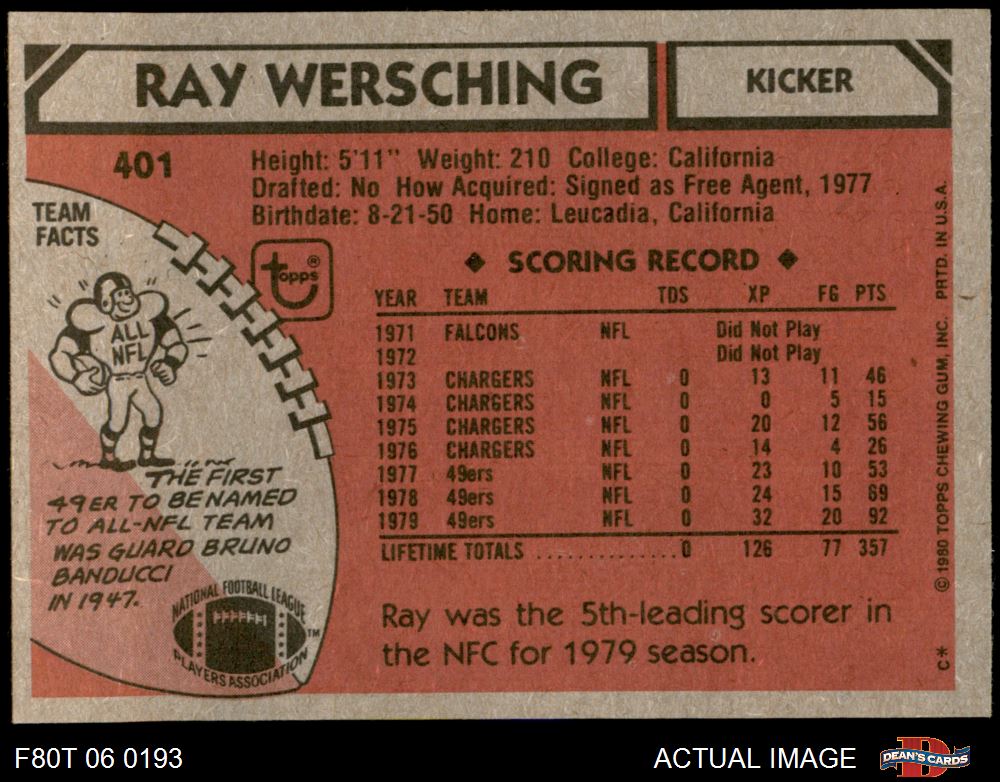 RAY WERSCHING
KICKER
401
Height: 5'11" Weight: 210 College: California
Drafted: No How Acquired: Signed as Free Agent, 1977
Birthdate: 8-21-50 Home: Leucadia, California
TEAM
FACTS
ALL
NFL
THE FIRST
49ER TO BE NAMED
TO ALL-NFL TEAM
WAS GUARD BRUNO
BANDUCCI
IN 1947.
NATIONAL FOOTBALL LEAGUE
PLAYERS ASSOCIATION
TM
topps®
◆ SCORING RECORD ◆
YEAR TEAM TDS XP FG PTS
1971 FALCONS NFL Did Not Play
1972 Did Not Play
1973 CHARGERS NFL 0 13 11 46
1974 CHARGERS NFL 0 0 5 15
1975 CHARGERS NFL 0 20 12 56
1976 CHARGERS NFL 0 14 4 26
1977 49ers NFL 0 23 10 53
1978 49ers NFL 0 24 15 69
1979 49ers NFL 0 32 20 92
LIFETIME TOTALS ..............0 126 77 357
Ray was the 5th-leading scorer in
the NFC for 1979 season.
C* © 1980 TOPPS CHEWING GUM, INC. PRTD. IN U.S.A.
F80T 06 0193
ACTUAL IMAGE
DEAN'S CARDS